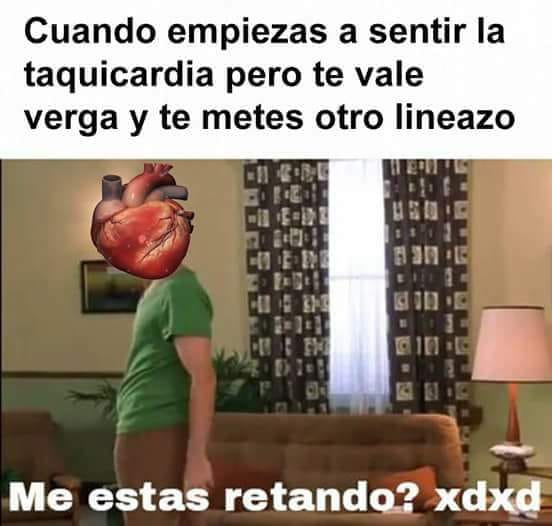 Cuando empiezas a sentir la
taquicardia pero te vale
verga y te metes otro lineazo
Me estas retando? xdxd